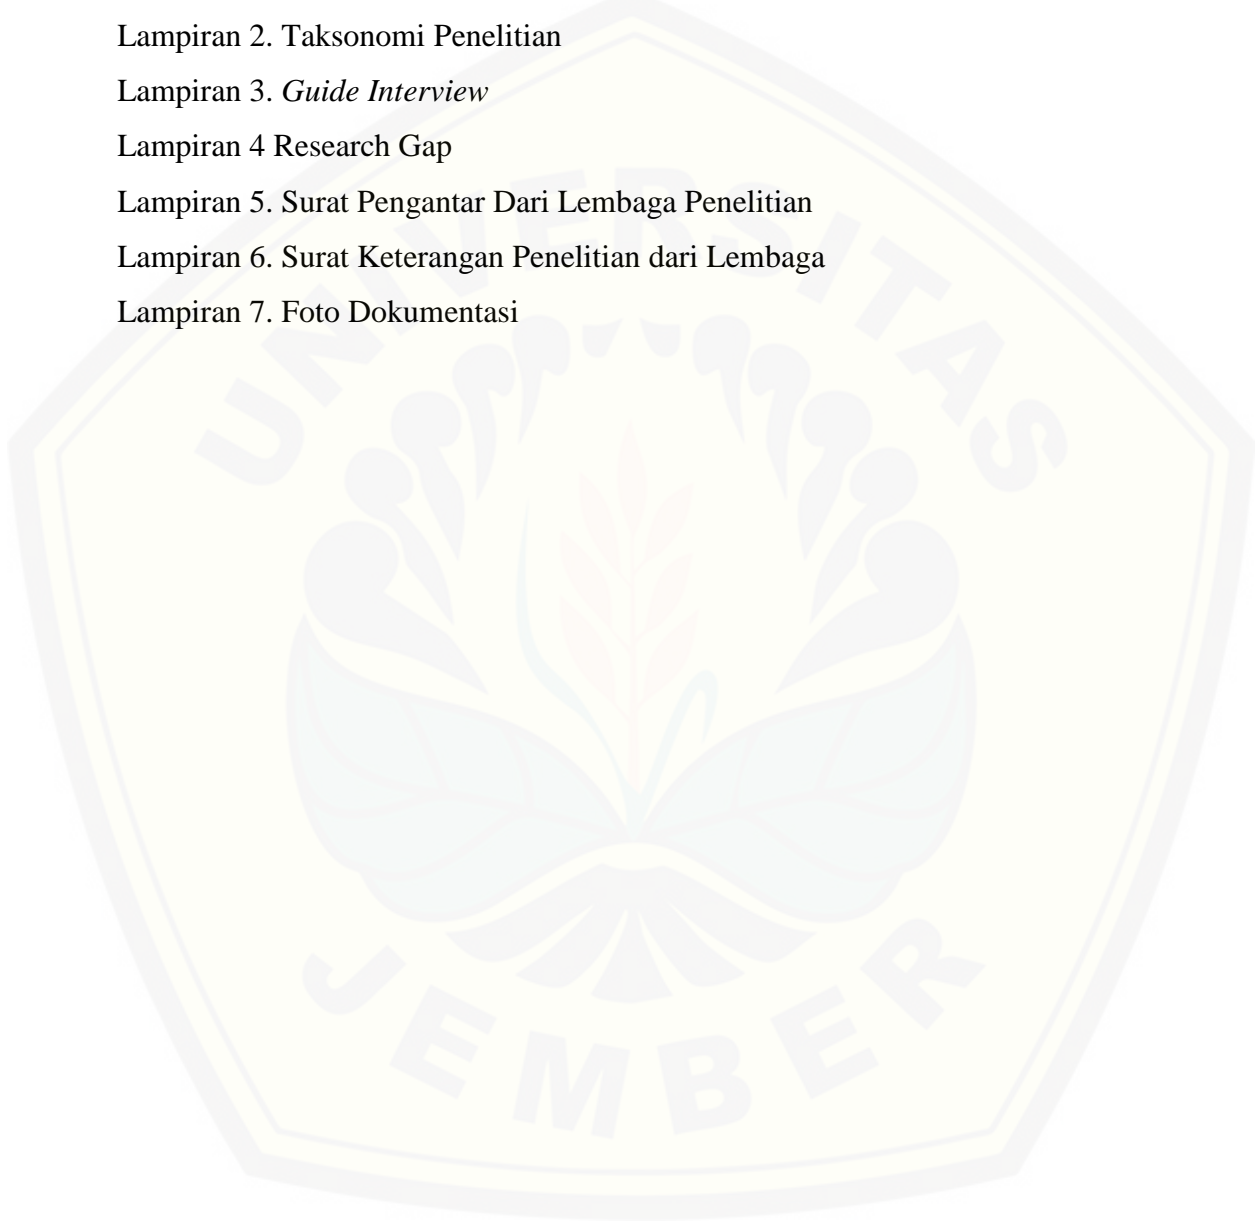 Lampiran 2. Taksonomi Penelitian
Lampiran 3. Guide Interview
Lampiran 4 Research Gap
Lampiran 5. Surat Pengantar Dari Lembaga Penelitian
Lampiran 6. Surat Keterangan Penelitian dari Lembaga
Lampiran 7. Foto Dokumentasi
UNIVERSITAS
JEMBER